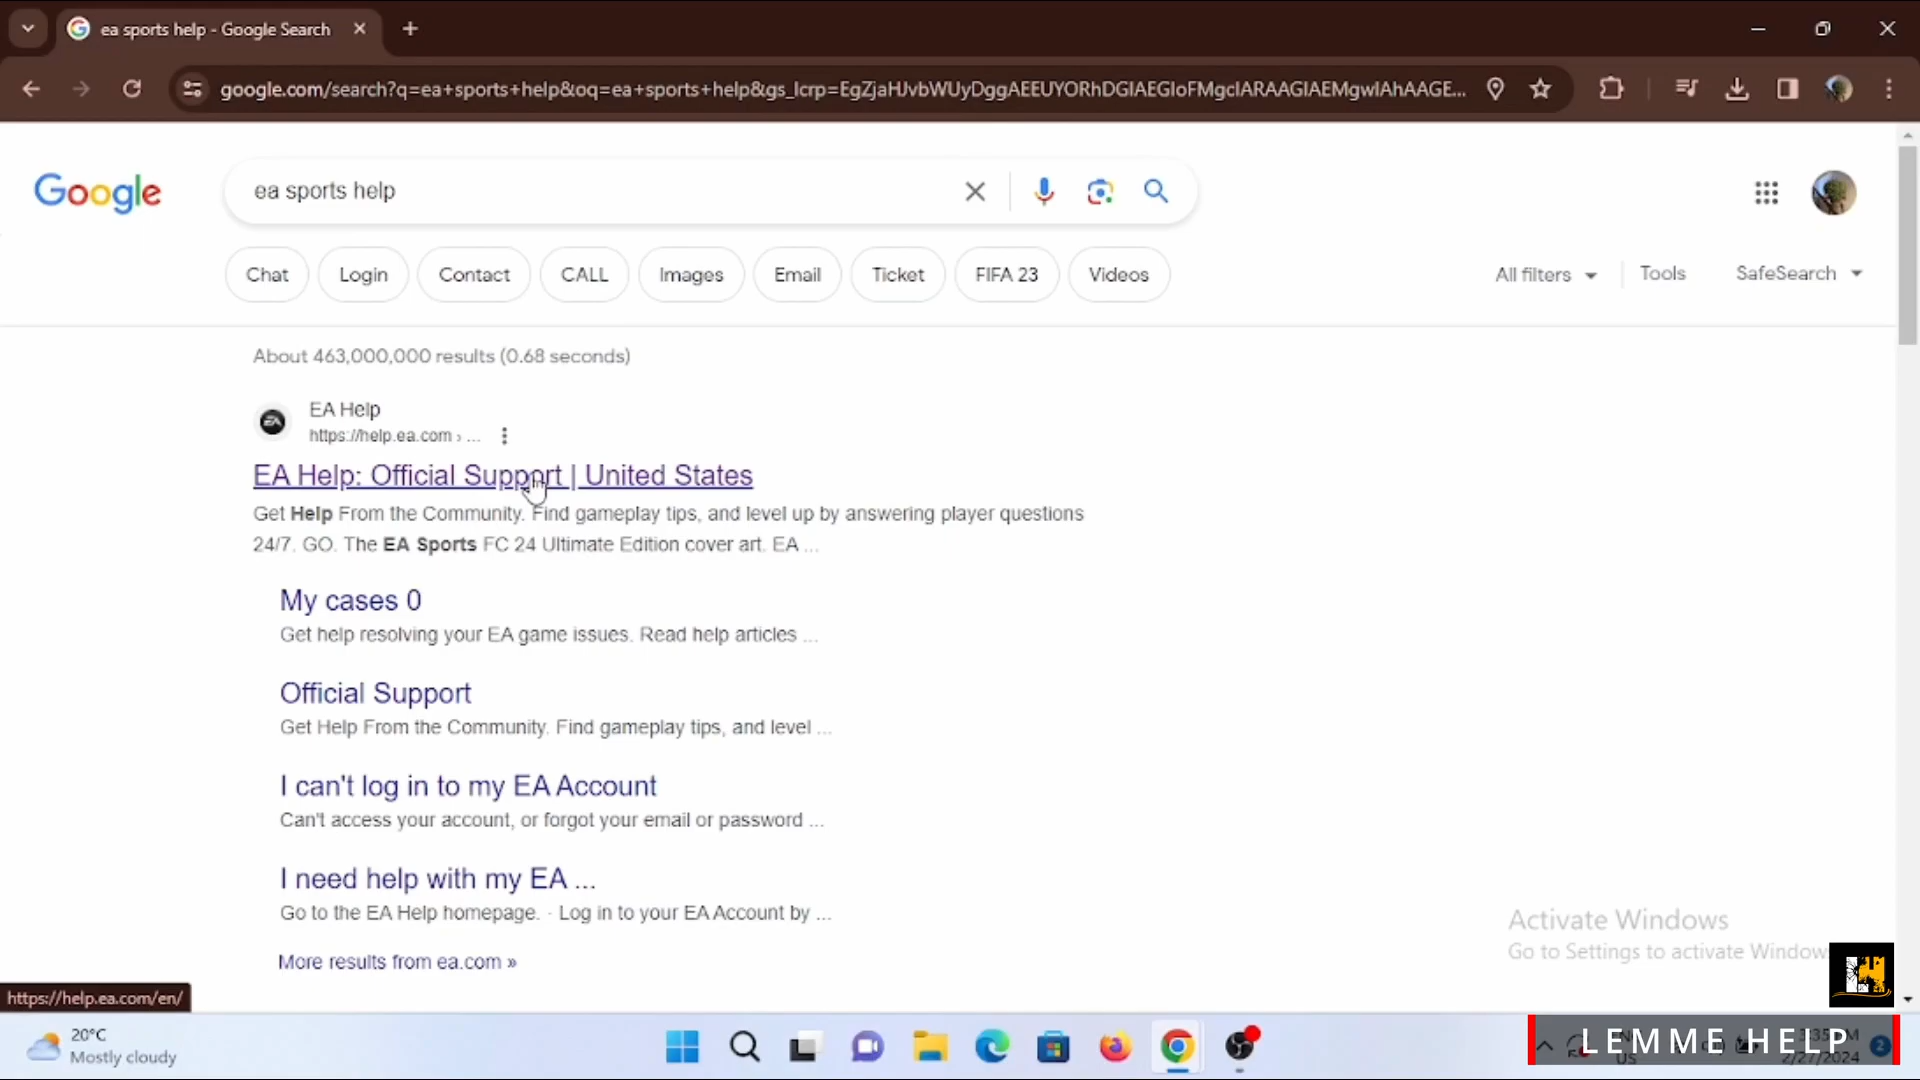 ea sports help - Google Search
google.com/search?q=ea+sports+help&oq=ea+sports+help&gs_lcrp=EgZjaHJvbWUyDggAEEUYORhDGIAEGIoFMgcIARAAGIAEMgwIAhAAGE...
Google
ea sports help
Chat Login Contact CALL Images Email Ticket FIFA 23 Videos All filters Tools SafeSearch
About 463,000,000 results (0.68 seconds)
EA Help
https://help.ea.com › ...
EA Help: Official Support | United States
Get Help From the Community. Find gameplay tips, and level up by answering player questions
24/7. GO. The EA Sports FC 24 Ultimate Edition cover art. EA ...
My cases 0
Get help resolving your EA game issues. Read help articles ...
Official Support
Get Help From the Community. Find gameplay tips, and level ...
I can't log in to my EA Account
Can't access your account, or forgot your email or password ...
I need help with my EA ...
Go to the EA Help homepage. · Log in to your EA Account by ...
More results from ea.com »
Activate Windows
Go to Settings to activate Window
https://help.ea.com/en/
20°C
Mostly cloudy
LEMME HELP
2/27/2024
2